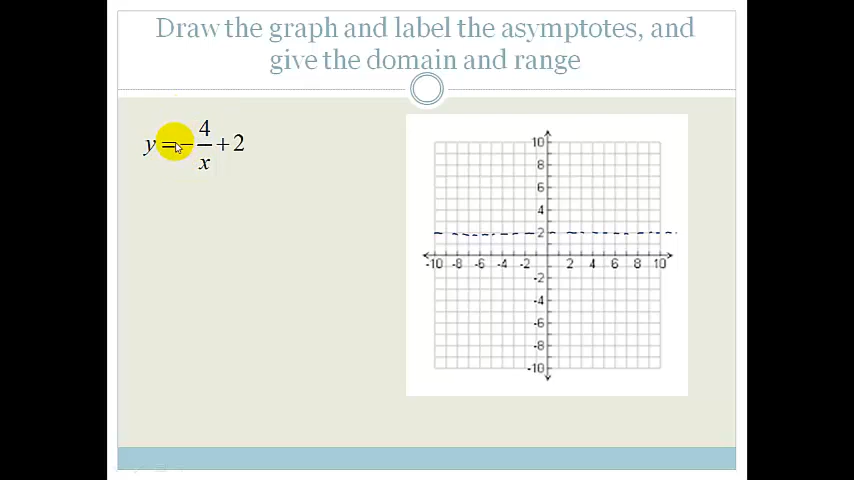 Draw the graph and label the asymptotes, and
give the domain and range
y = - 4/x + 2
10
8
6
4
2
-10 -8 -6 -4 -2 2 4 6 8 10
-2
-4
-6
-8
-10